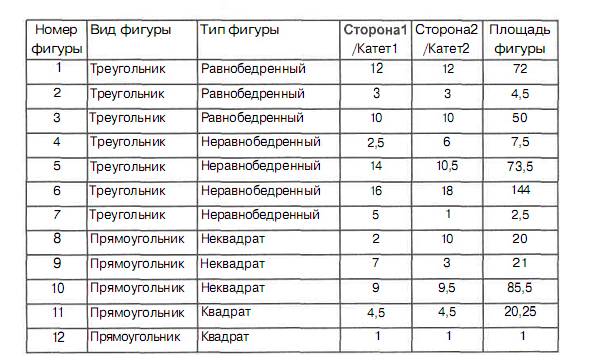 Номер фигуры Вид фигуры Тип фигуры Сторона1 /Катет1 Сторона2 /Катет2 Площадь фигуры
1 Треугольник Равнобедренный 12 12 72
2 Треугольник Равнобедренный 3 3 4,5
3 Треугольник Равнобедренный 10 10 50
4 Треугольник Неравнобедренный 2,5 6 7,5
5 Треугольник Неравнобедренный 14 10,5 73,5
6 Треугольник Неравнобедренный 16 18 144
7 Треугольник Неравнобедренный 5 1 2,5
8 Прямоугольник Неквадрат 2 10 20
9 Прямоугольник Неквадрат 7 3 21
10 Прямоугольник Неквадрат 9 9,5 85,5
11 Прямоугольник Квадрат 4,5 4,5 20,25
12 Прямоугольник Квадрат 1 1 1